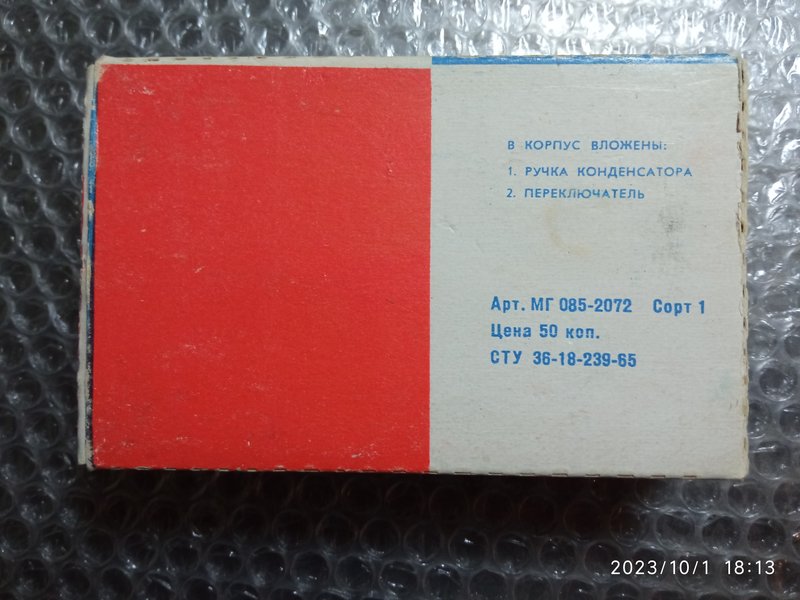 В КОРПУС ВЛОЖЕНЫ:
1. РУЧКА КОНДЕНСАТОРА
2. ПЕРЕКЛЮЧАТЕЛЬ
Арт. МГ 085-2072 Сорт 1
Цена 50 коп.
СТУ 36-18-239-65
2023/10/1 18:13